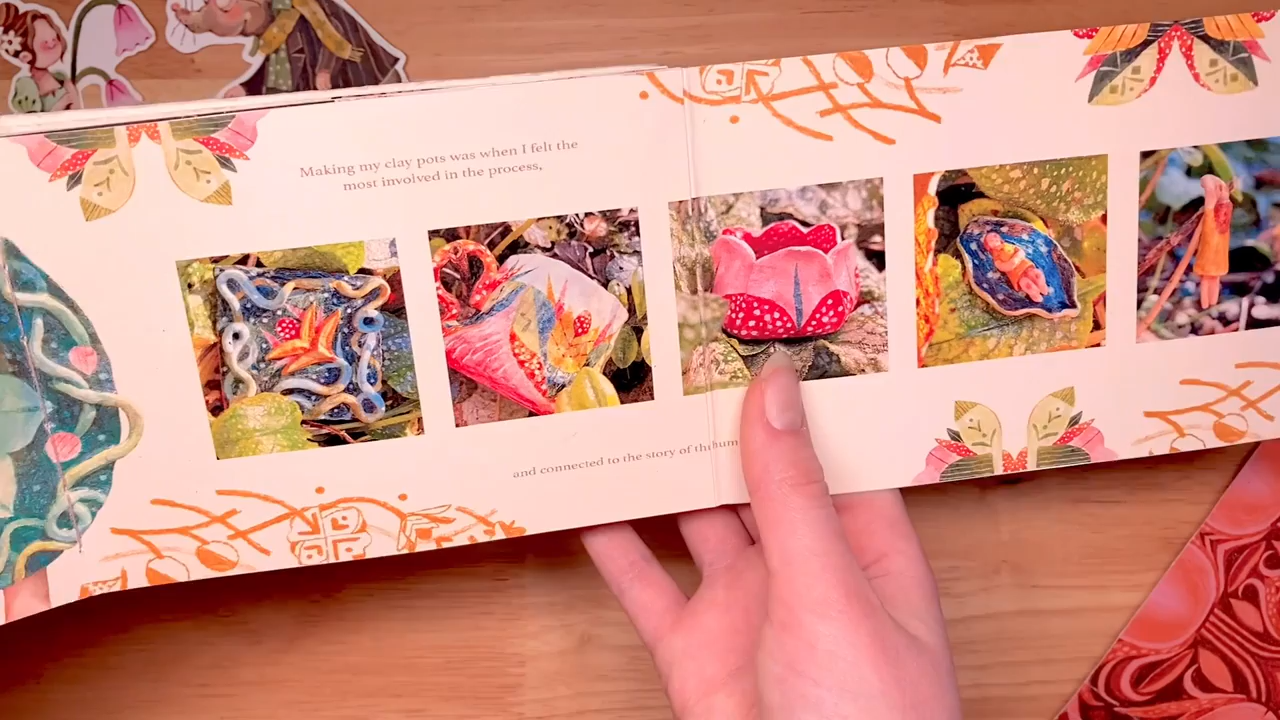 Making my clay pots was when I felt the
most involved in the process,
and connected to the story of